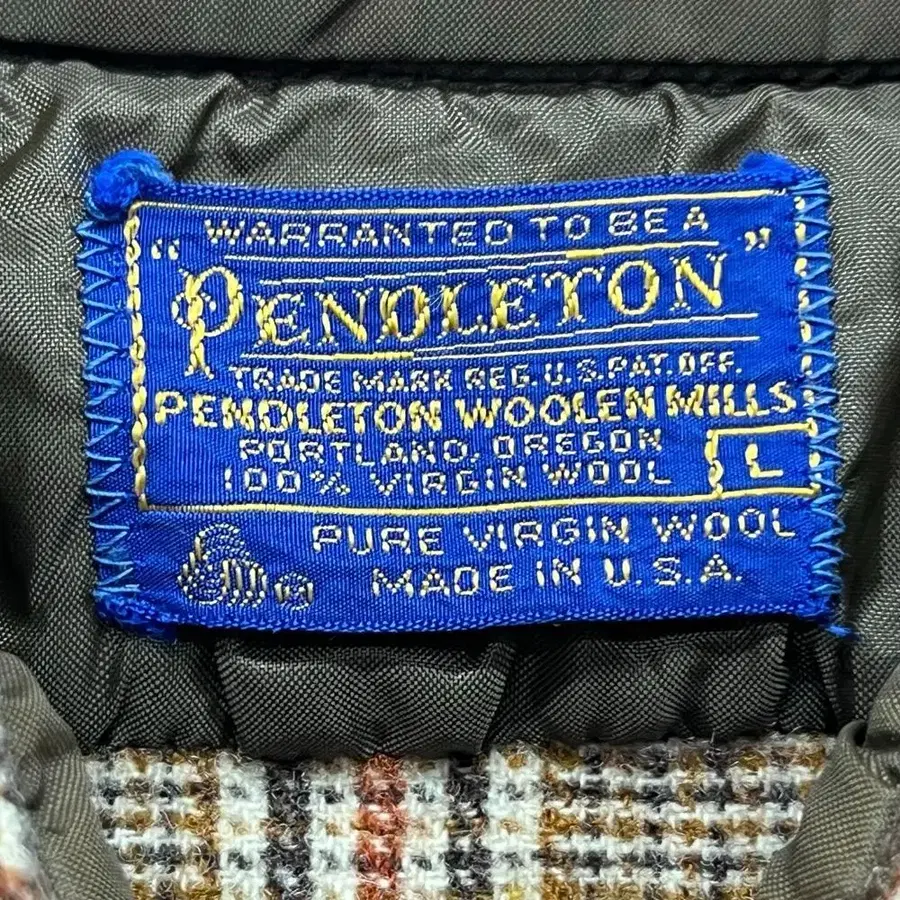 WARRANTED TO BE A
"PENDLETON"
TRADE MARK REG. U.S. PAT. OFF.
PENDLETON WOOLEN MILLS
PORTLAND, OREGON
100% VIRGIN WOOL
L
PURE VIRGIN WOOL
MADE IN U.S.A.